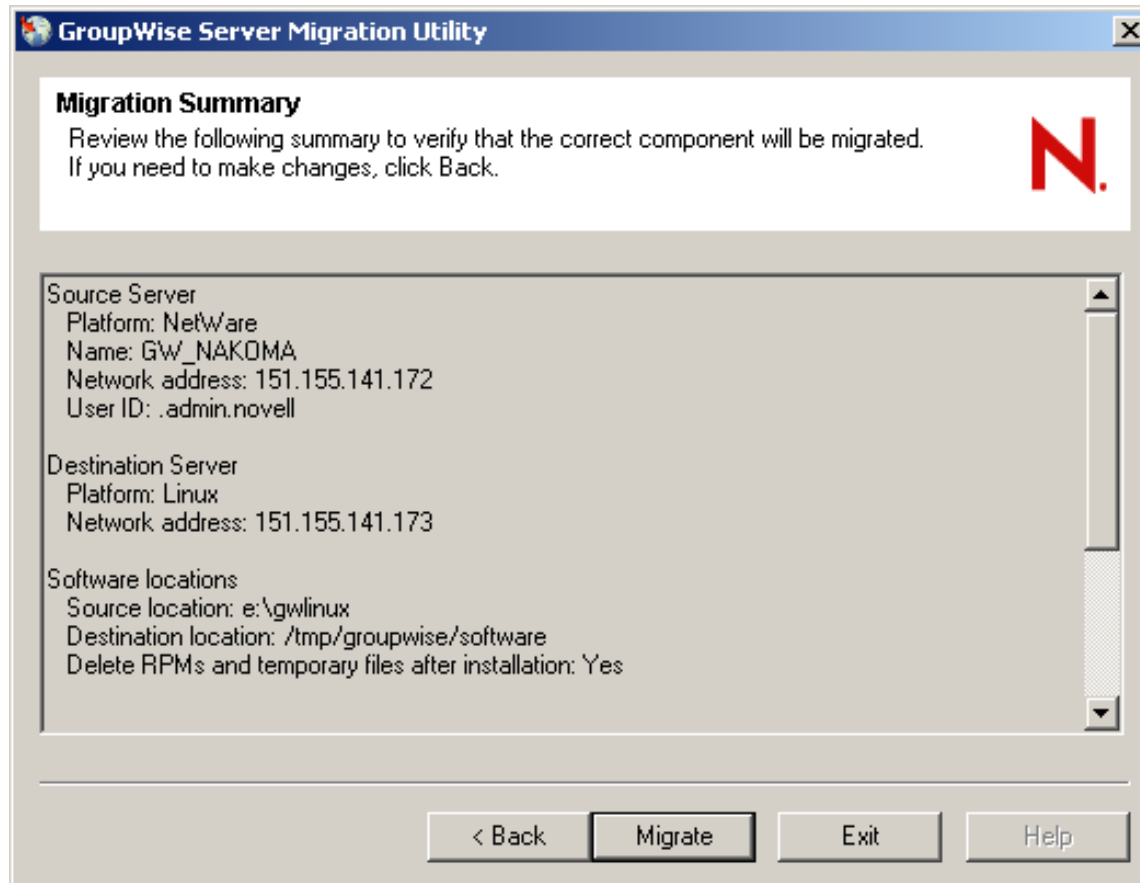 GroupWise Server Migration Utility
Migration Summary
Review the following summary to verify that the correct component will be migrated.
If you need to make changes, click Back.
N.
Source Server
Platform: NetWare
Name: GW_NAKOMA
Network address: 151.155.141.172
User ID: .admin.novell
Destination Server
Platform: Linux
Network address: 151.155.141.173
Software locations
Source location: e:\gwlinux
Destination location: /tmp/groupwise/software
Delete RPMs and temporary files after installation: Yes
< Back
Migrate
Exit
Help